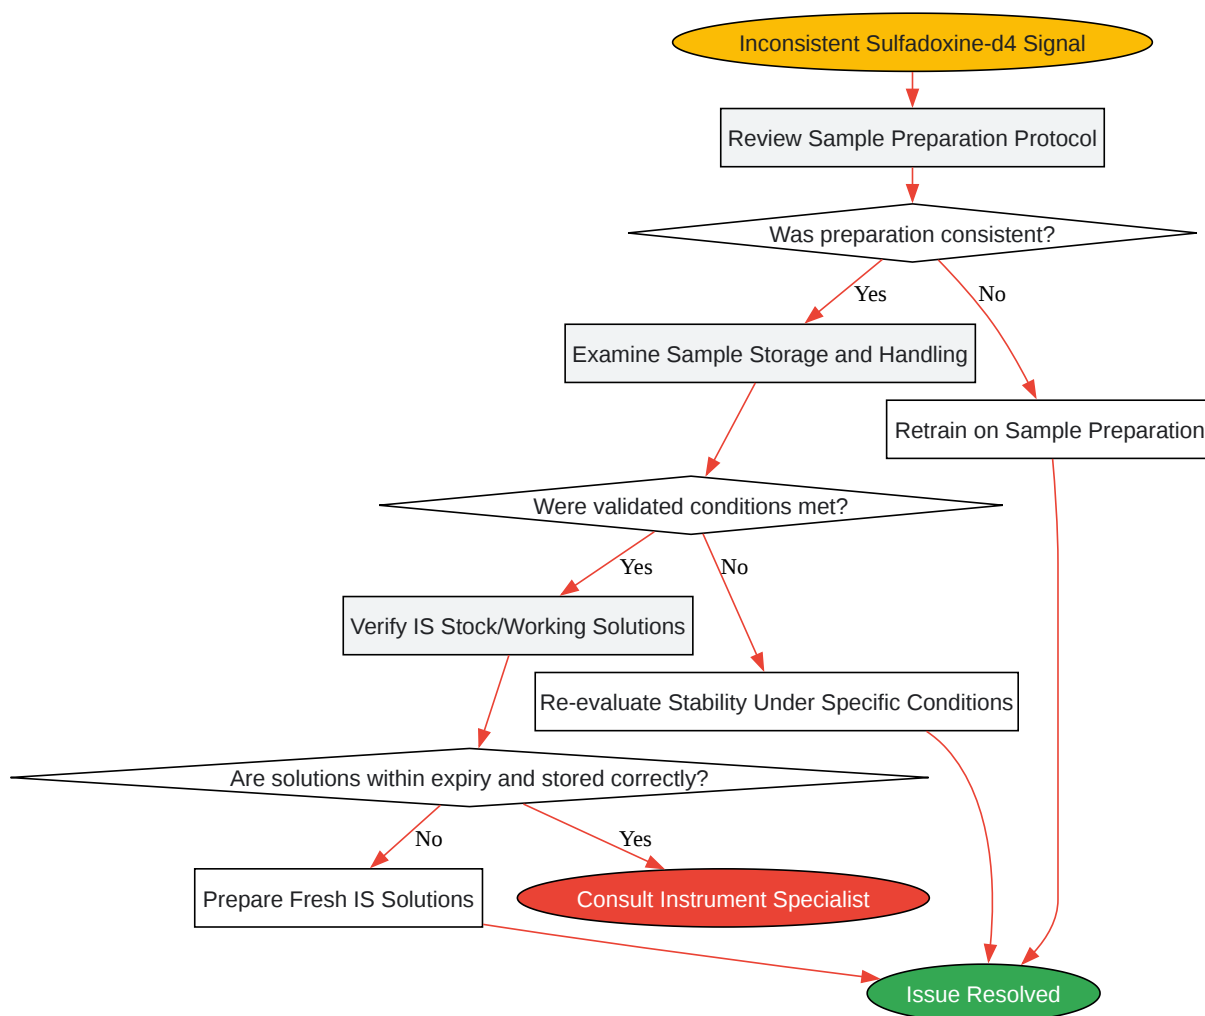 Inconsistent Sulfadoxine-d4 Signal
Review Sample Preparation Protocol
Was preparation consistent?
Yes
No
Examine Sample Storage and Handling
Retrain on Sample Preparation
Were validated conditions met?
Yes
No
Verify IS Stock/Working Solutions
Re-evaluate Stability Under Specific Conditions
Are solutions within expiry and stored correctly?
No
Yes
Prepare Fresh IS Solutions
Consult Instrument Specialist
Issue Resolved